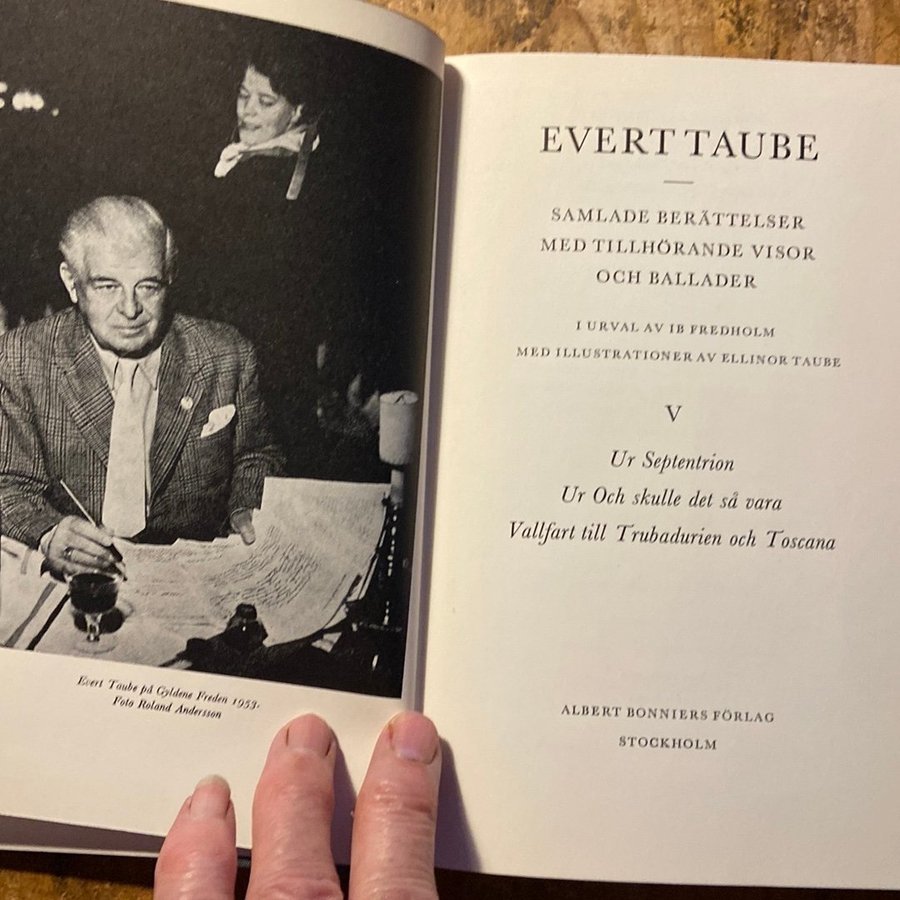 Evert Taube på Gyldene Freden 1953.
Foto Roland Andersson
EVERT TAUBE
SAMLADE BERÄTTELSER
MED TILLHÖRANDE VISOR
OCH BALLADER
I URVAL AV IB FREDHOLM
MED ILLUSTRATIONER AV ELLINOR TAUBE
V
Ur Septentrion
Ur Och skulle det så vara
Vallfart till Trubadurien och Toscana
ALBERT BONNIERS FÖRLAG
STOCKHOLM